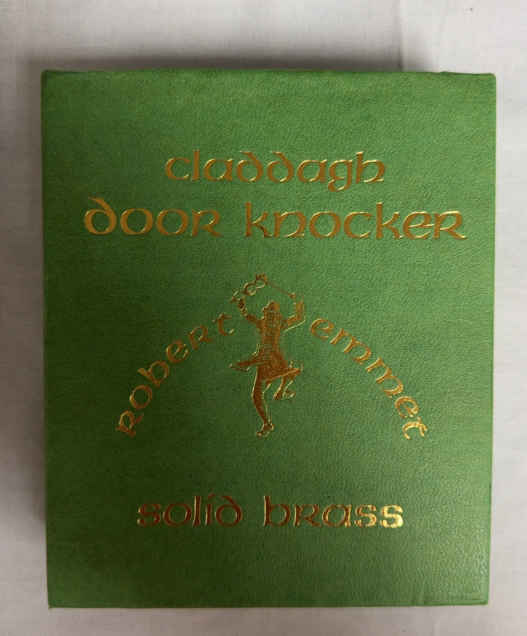 claddagh
door knocker
robert emmet
solid brass